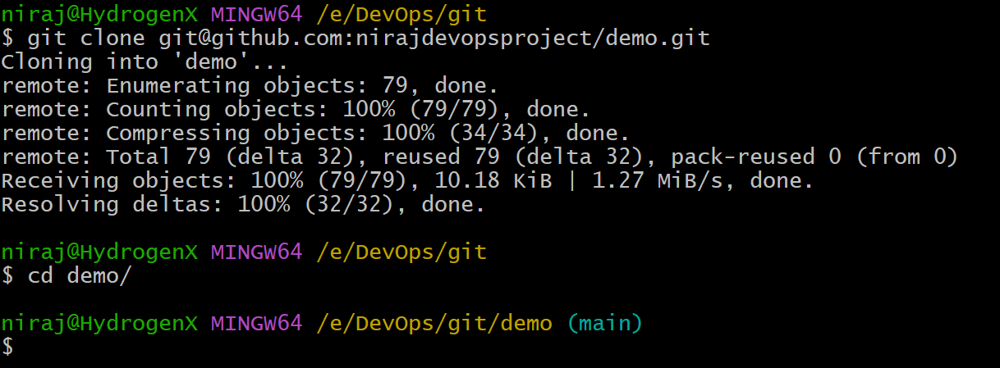 niraj@HydrogenX MINGW64 /e/DevOps/git
$ git clone git@github.com:nirajdevopsproject/demo.git
Cloning into 'demo'...
remote: Enumerating objects: 79, done.
remote: Counting objects: 100% (79/79), done.
remote: Compressing objects: 100% (34/34), done.
remote: Total 79 (delta 32), reused 79 (delta 32), pack-reused 0 (from 0)
Receiving objects: 100% (79/79), 10.18 KiB | 1.27 MiB/s, done.
Resolving deltas: 100% (32/32), done.
niraj@HydrogenX MINGW64 /e/DevOps/git
$ cd demo/
niraj@HydrogenX MINGW64 /e/DevOps/git/demo (main)
$